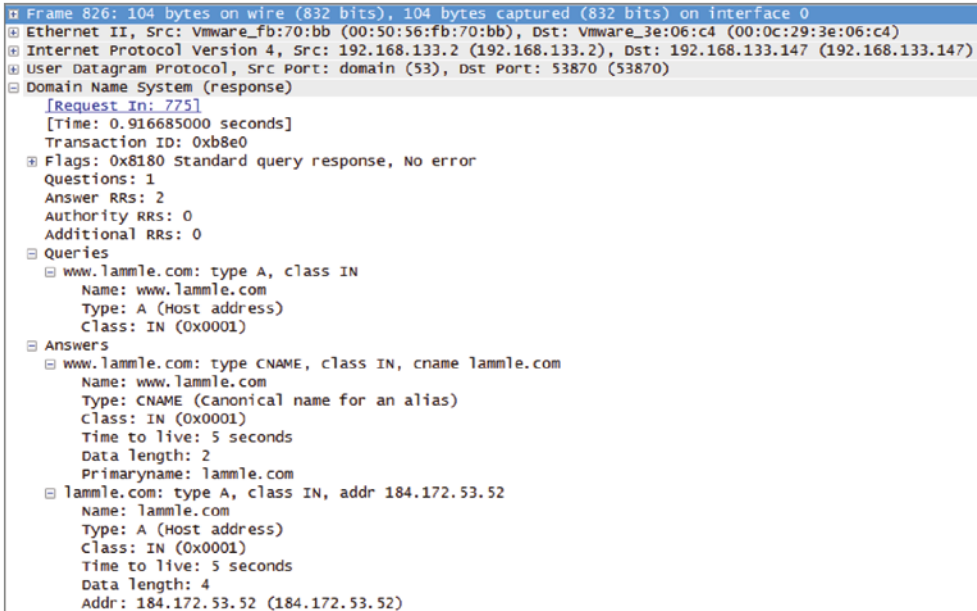 Frame 826: 104 bytes on wire (832 bits), 104 bytes captured (832 bits) on interface 0
Ethernet II, Src: Vmware_fb:70:bb (00:50:56:fb:70:bb), Dst: Vmware_3e:06:c4 (00:0c:29:3e:06:c4)
Internet Protocol Version 4, Src: 192.168.133.2 (192.168.133.2), Dst: 192.168.133.147 (192.168.133.147)
User Datagram Protocol, Src Port: domain (53), Dst Port: 53870 (53870)
Domain Name System (response)
[Request In: 775]
[Time: 0.916685000 seconds]
Transaction ID: 0xb8e0
Flags: 0x8180 Standard query response, No error
Questions: 1
Answer RRs: 2
Authority RRs: 0
Additional RRs: 0
Queries
www.lammle.com: type A, class IN
Name: www.lammle.com
Type: A (Host address)
Class: IN (0x0001)
Answers
www.lammle.com: type CNAME, class IN, cname lammle.com
Name: www.lammle.com
Type: CNAME (Canonical name for an alias)
Class: IN (0x0001)
Time to live: 5 seconds
Data length: 2
Primaryname: lammle.com
lammle.com: type A, class IN, addr 184.172.53.52
Name: lammle.com
Type: A (Host address)
Class: IN (0x0001)
Time to live: 5 seconds
Data length: 4
Addr: 184.172.53.52 (184.172.53.52)